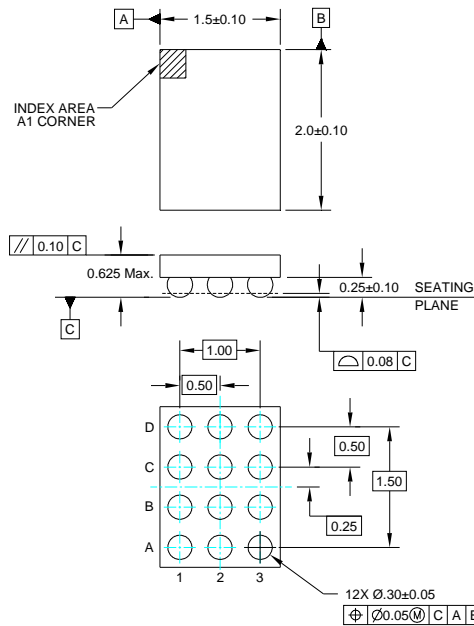 A
1.5±0.10
B
INDEX AREA
A1 CORNER
2.0±0.10
// 0.10 C
0.625 Max.
0.25±0.10
SEATING
PLANE
C
⌓ 0.08 C
1.00
0.50
D
C
B
A
1 2 3
0.50
1.50
0.25
12X Ø.30±0.05
⌖ Ø0.05Ⓜ C A B